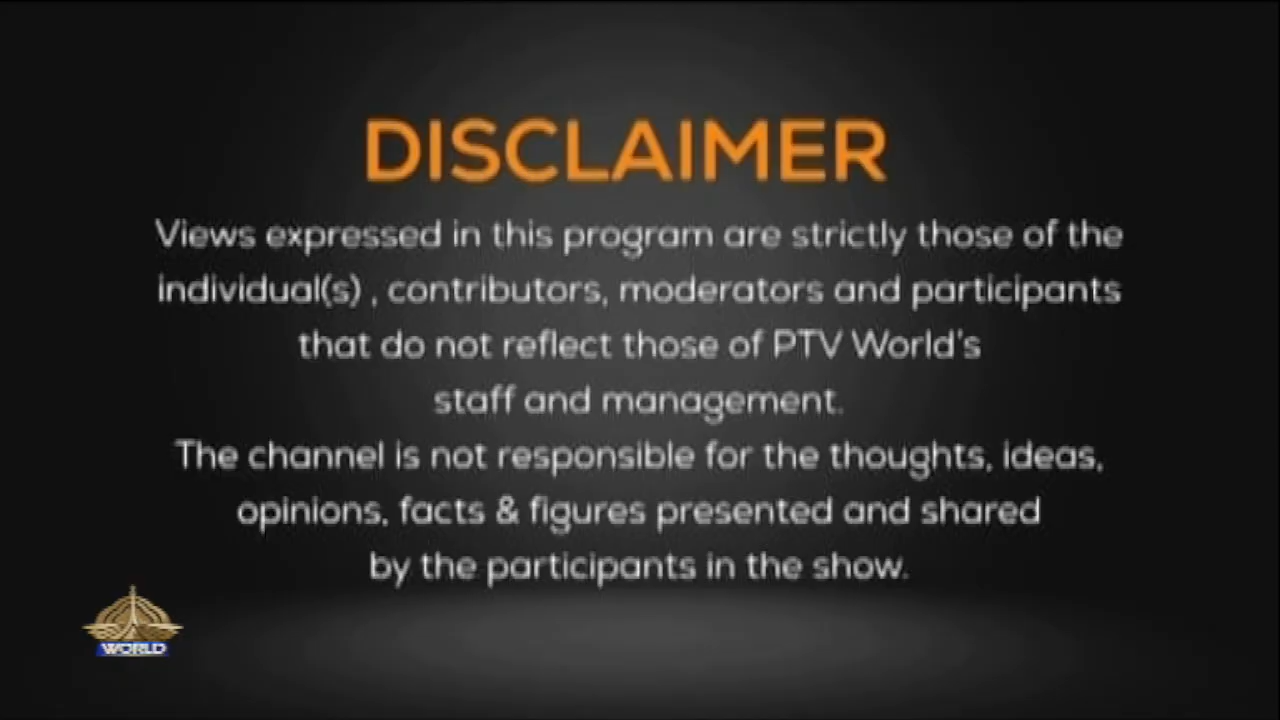 DISCLAIMER
Views expressed in this program are strictly those of the
individual(s) , contributors, moderators and participants
that do not reflect those of PTV World's
staff and management.
The channel is not responsible for the thoughts, ideas,
opinions, facts & figures presented and shared
by the participants in the show.
WORLD